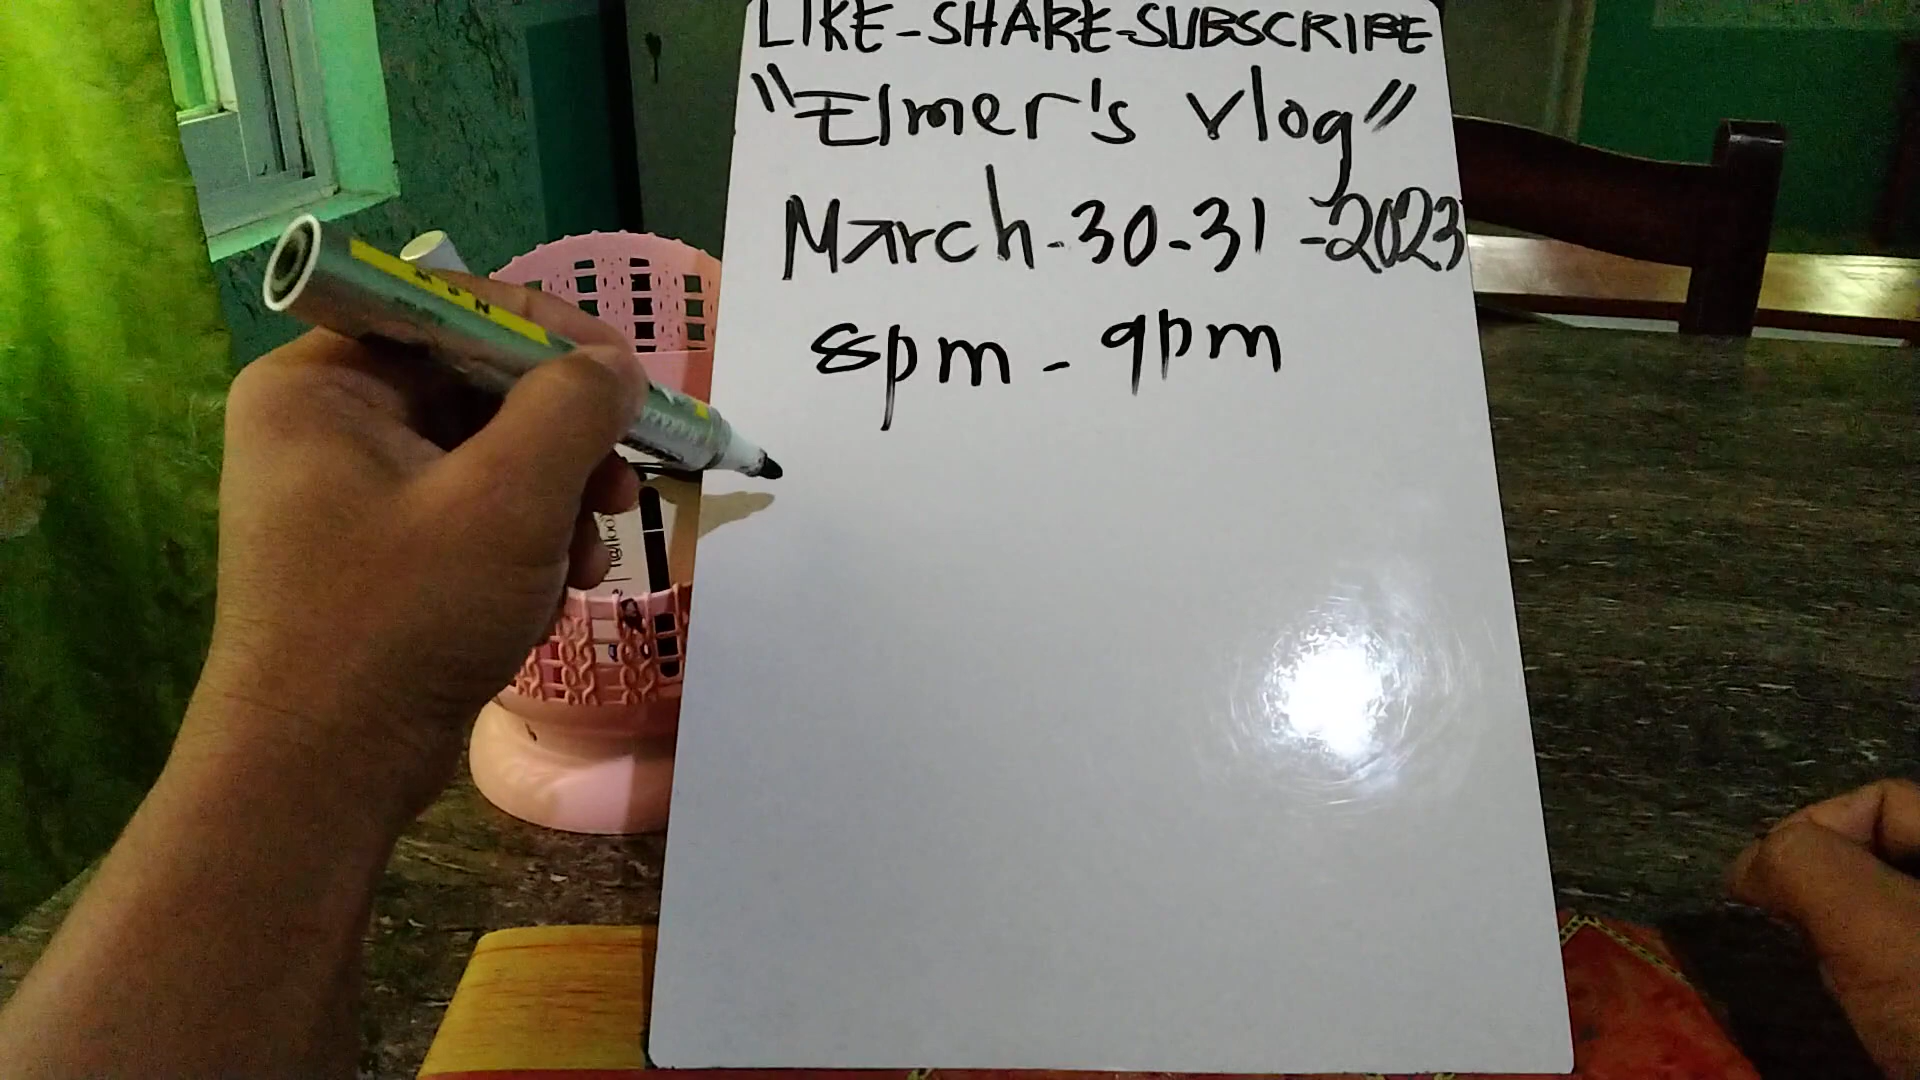 LIKE-SHARE-SUBSCRIBE
"Elmer's vlog"
March-30-31-2023
8pm - 9pm